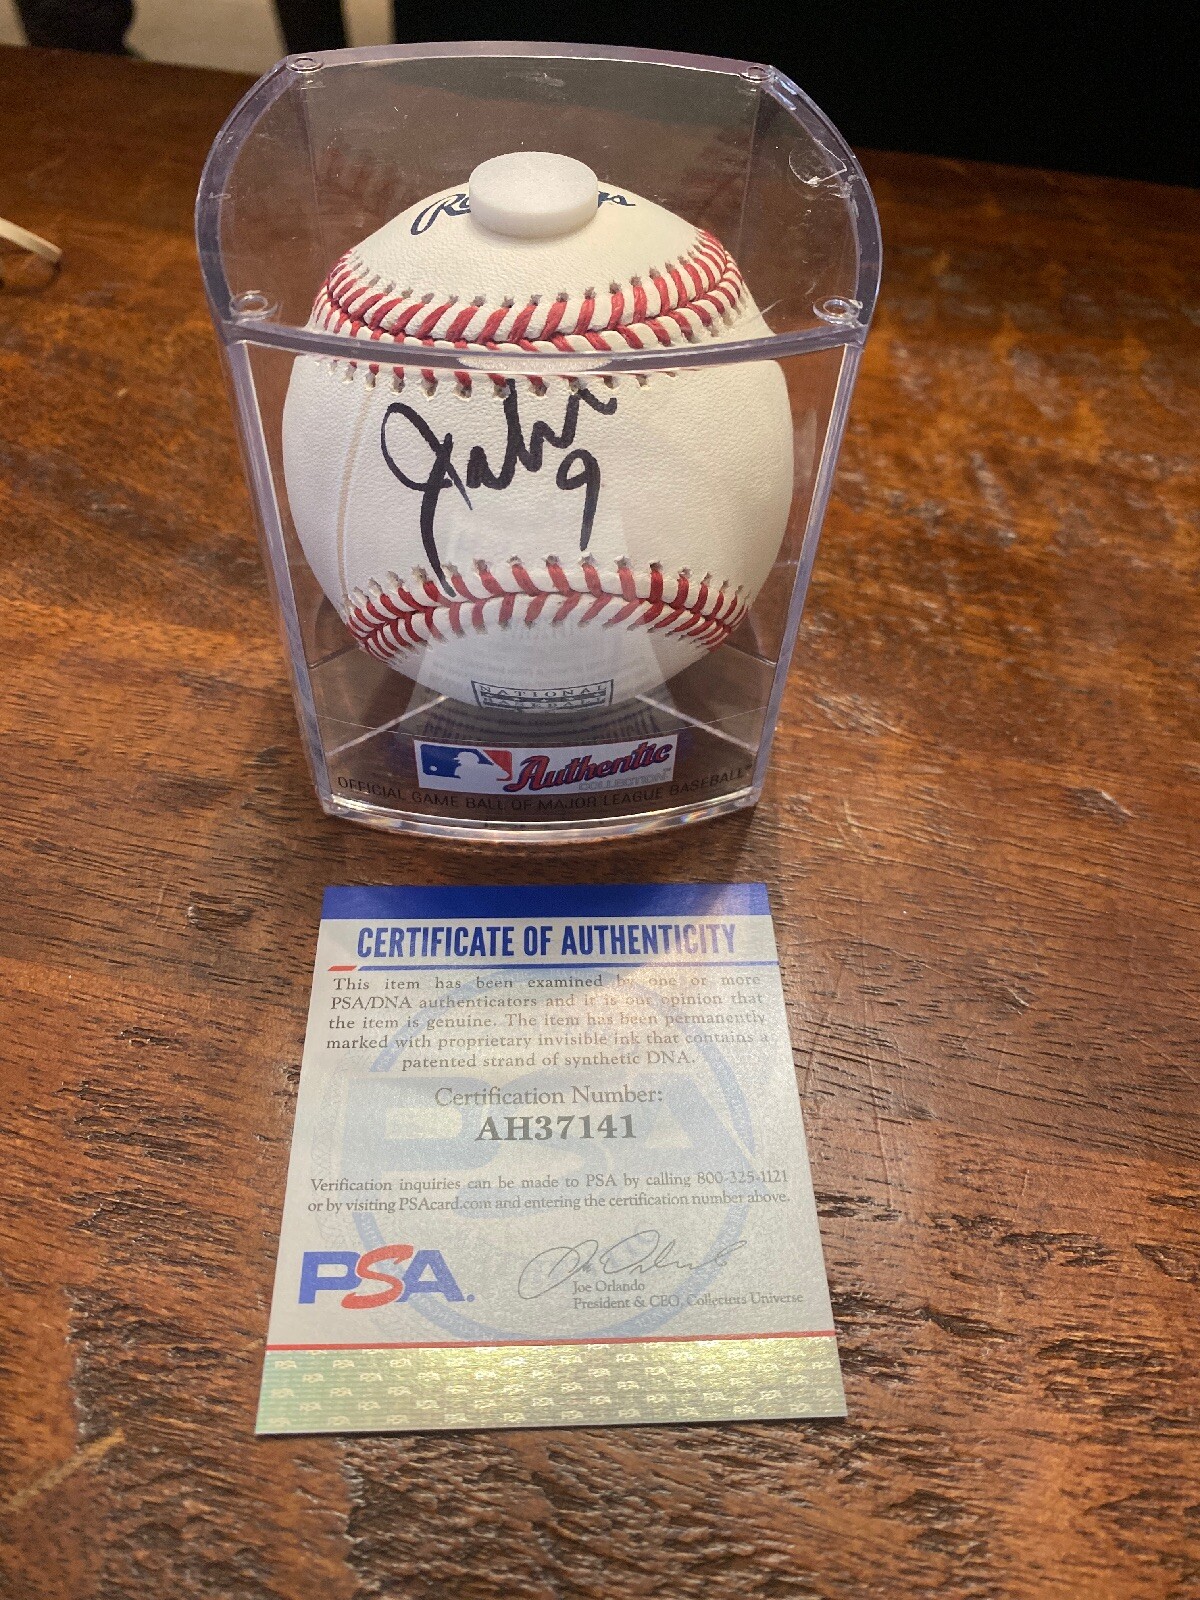 9
NATIONAL
BASEBALL
Authentic
COLLECTION
OFFICIAL GAME BALL OF MAJOR LEAGUE BASEBALL
CERTIFICATE OF AUTHENTICITY
This item has been examined by one or more
PSA/DNA authenticators and it is our opinion that
the item is genuine. The item has been permanently
marked with proprietary invisible ink that contains a
patented strand of synthetic DNA.
Certification Number:
AH37141
Verification inquiries can be made to PSA by calling 800-325-1121
or by visiting PSAcard.com and entering the certification number above.
PSA.
Joe Orlando
President & CEO, Collectors Universe